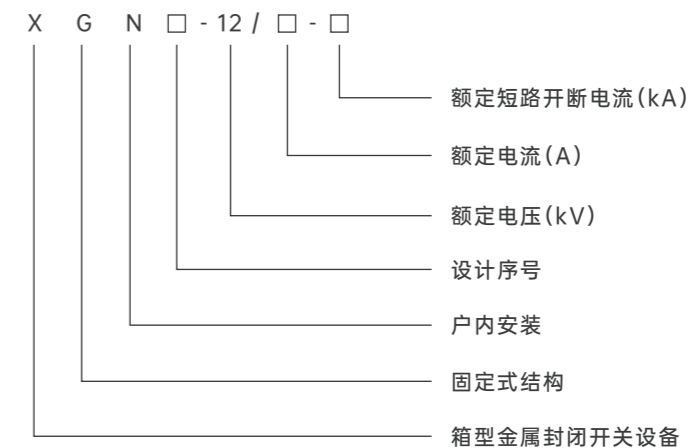 X G N □ - 12 / □ - □
额定短路开断电流(kA)
额定电流(A)
额定电压(kV)
设计序号
户内安装
固定式结构
箱型金属封闭开关设备